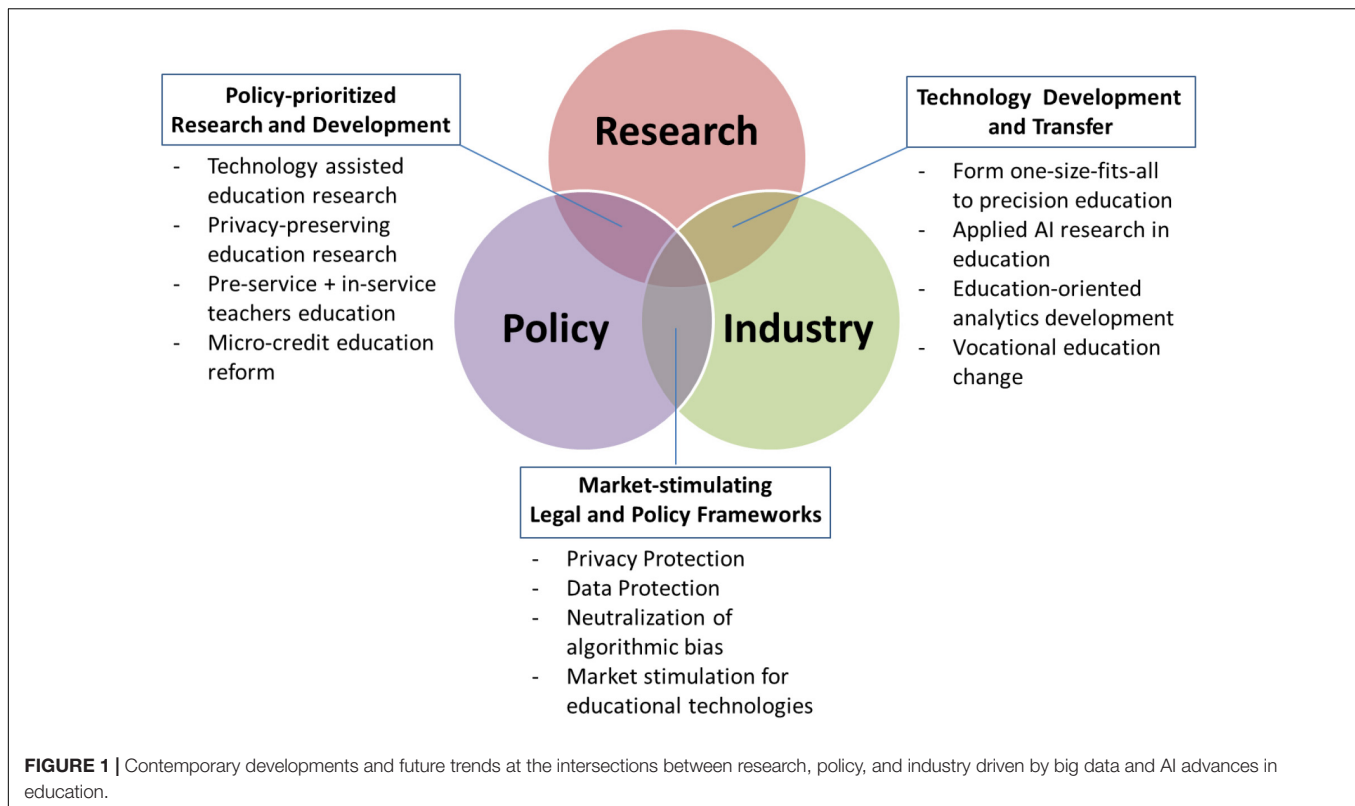 Policy-prioritized
Research and Development
- Technology assisted
education research
- Privacy-preserving
education research
- Pre-service + in-service
teachers education
- Micro-credit education
reform
Research
Policy
Industry
Technology Development
and Transfer
- Form one-size-fits-all
to precision education
- Applied AI research in
education
- Education-oriented
analytics development
- Vocational education
change
Market-stimulating
Legal and Policy Frameworks
- Privacy Protection
- Data Protection
- Neutralization of
algorithmic bias
- Market stimulation for
educational technologies
FIGURE 1 | Contemporary developments and future trends at the intersections between research, policy, and industry driven by big data and AI advances in
education.